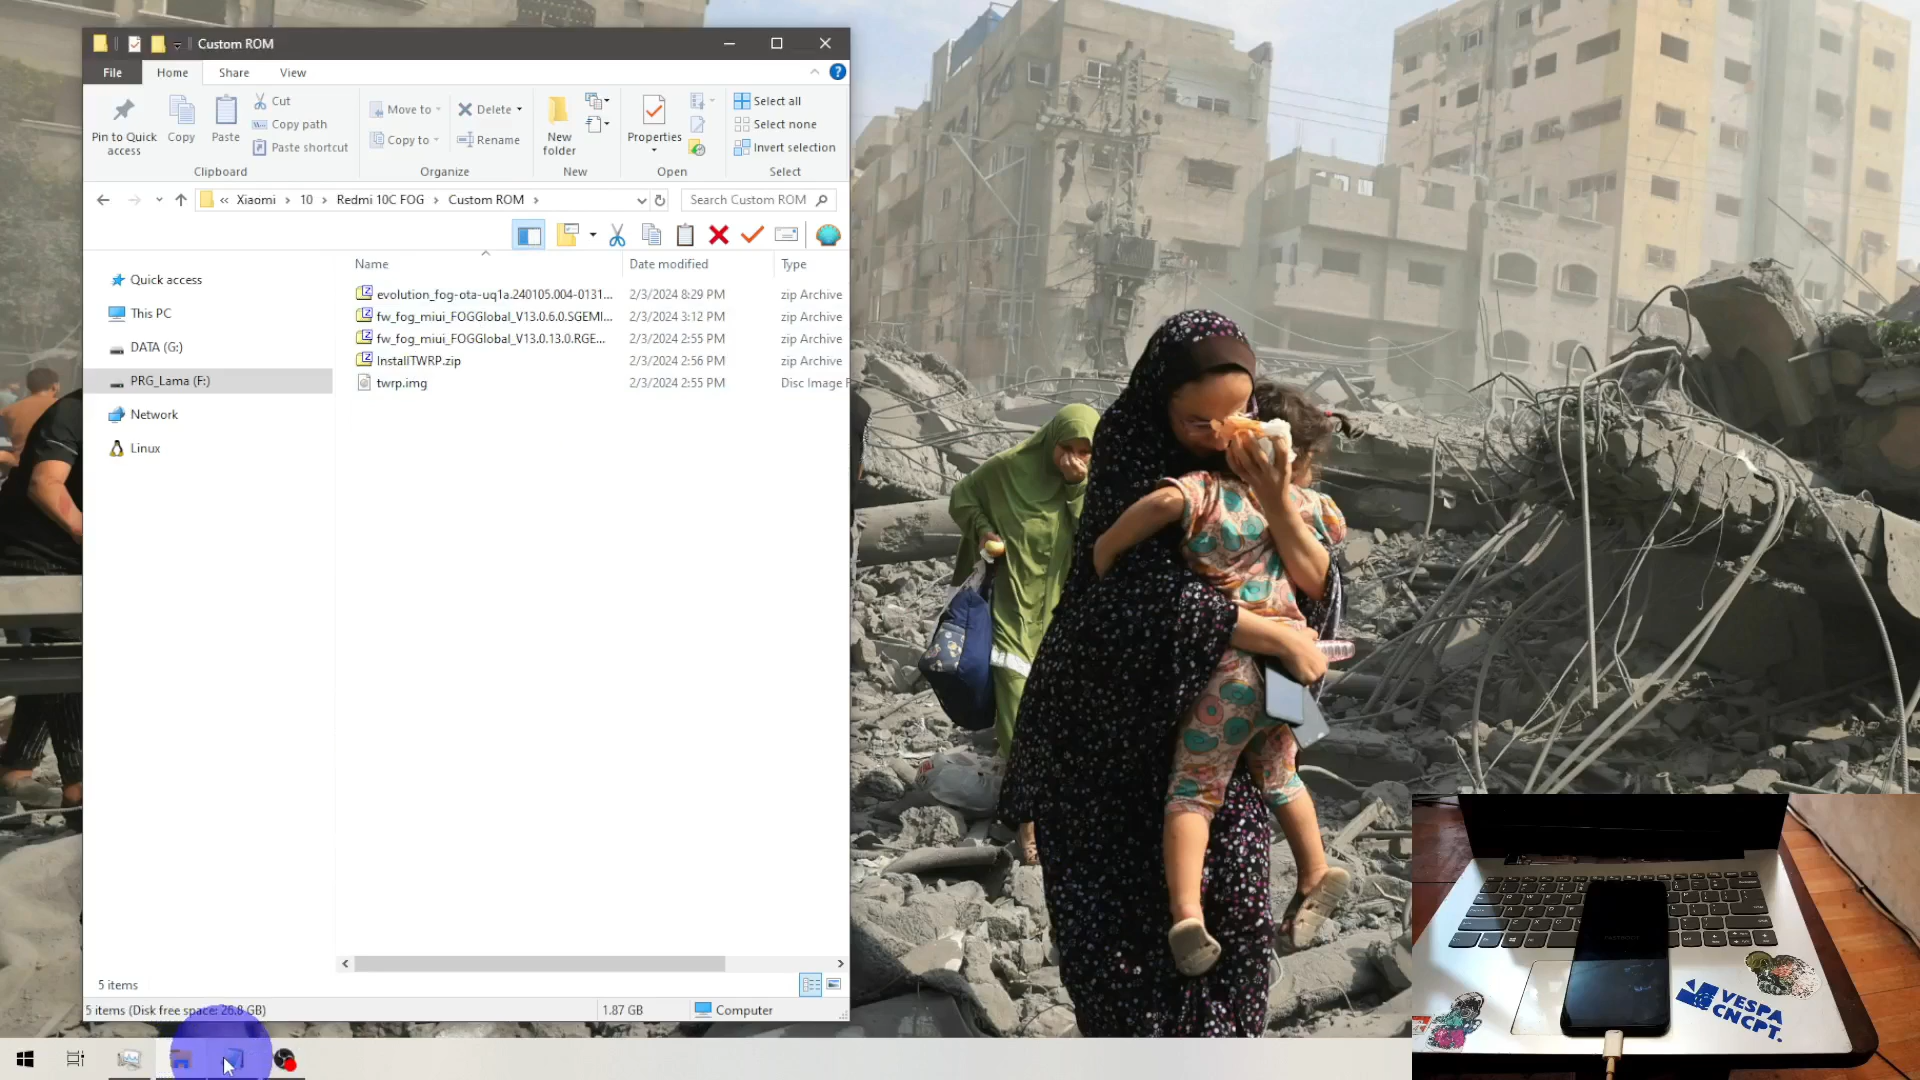 Custom ROM
File
Home
Share
View
Pin to Quick access
Copy
Paste
Cut
Copy path
Paste shortcut
Clipboard
Move to
Copy to
Delete
Rename
Organize
New folder
New
Properties
Open
Select all
Select none
Invert selection
Select
« Xiaomi > 10 > Redmi 10C FOG > Custom ROM >
Search Custom ROM
Name
Date modified
Type
Quick access
This PC
DATA (G:)
PRG_Lama (F:)
Network
Linux
evolution_fog-ota-uq1a.240105.004-0131... 2/3/2024 8:29 PM zip Archive
fw_fog_miui_FOGGlobal_V13.0.6.0.SGEMI... 2/3/2024 3:12 PM zip Archive
fw_fog_miui_FOGGlobal_V13.0.13.0.RGE... 2/3/2024 2:55 PM zip Archive
InstallTWRP.zip 2/3/2024 2:56 PM zip Archive
twrp.img 2/3/2024 2:55 PM Disc Image F
5 items
5 items (Disk free space: 26.8 GB)
1.87 GB
Computer
VESPA
CNCPT.